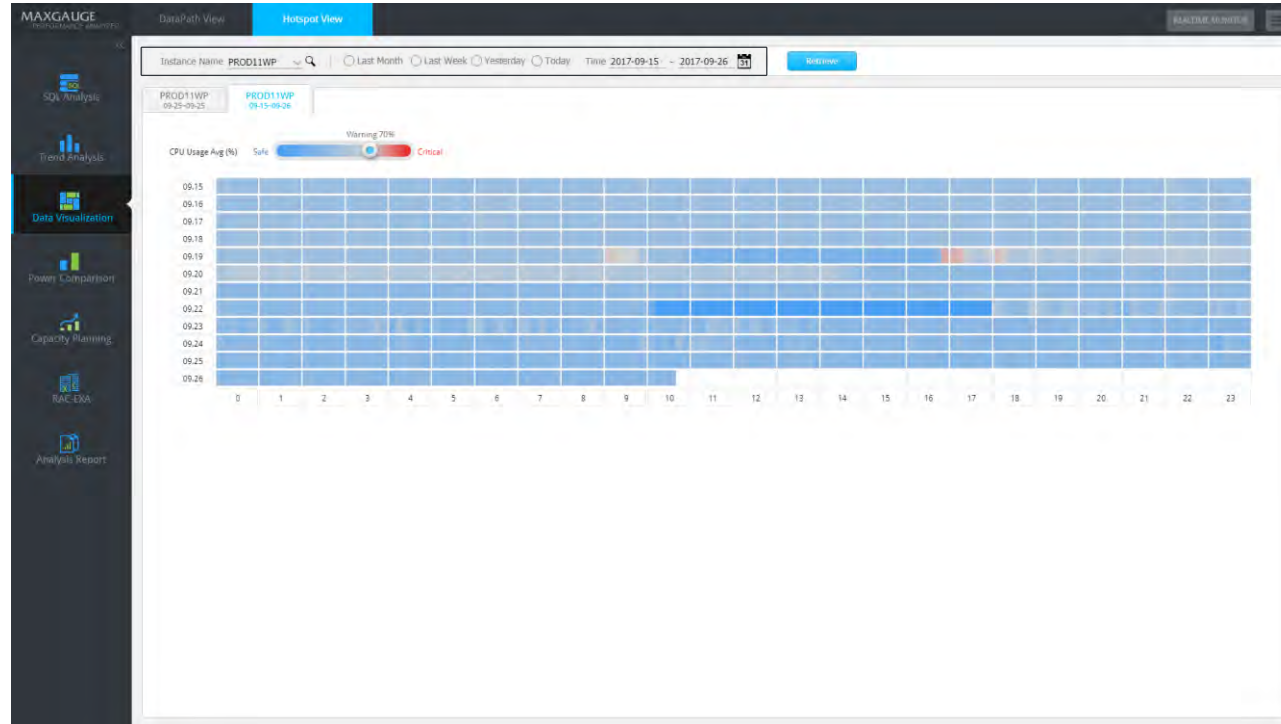 MAXGAUGE
PERFORMANCE ANALYZER
DataPath View
Hotspot View
REALTIME MONITOR
Instance Name PROD11WP Last Month Last Week Yesterday Today Time 2017-09-15 ~ 2017-09-26 31 Retrieve
SQL Analysis
Trend Analysis
Data Visualization
Power Comparison
Capacity Planning
RAC-EXA
Analysis Report
PROD11WP
09-25~09-25
PROD11WP
09-15~09-26
Warning 70%
CPU Usage Avg (%) Safe Critical
09.15
09.16
09.17
09.18
09.19
09.20
09.21
09.22
09.23
09.24
09.25
09.26
0 1 2 3 4 5 6 7 8 9 10 11 12 13 14 15 16 17 18 19 20 21 22 23